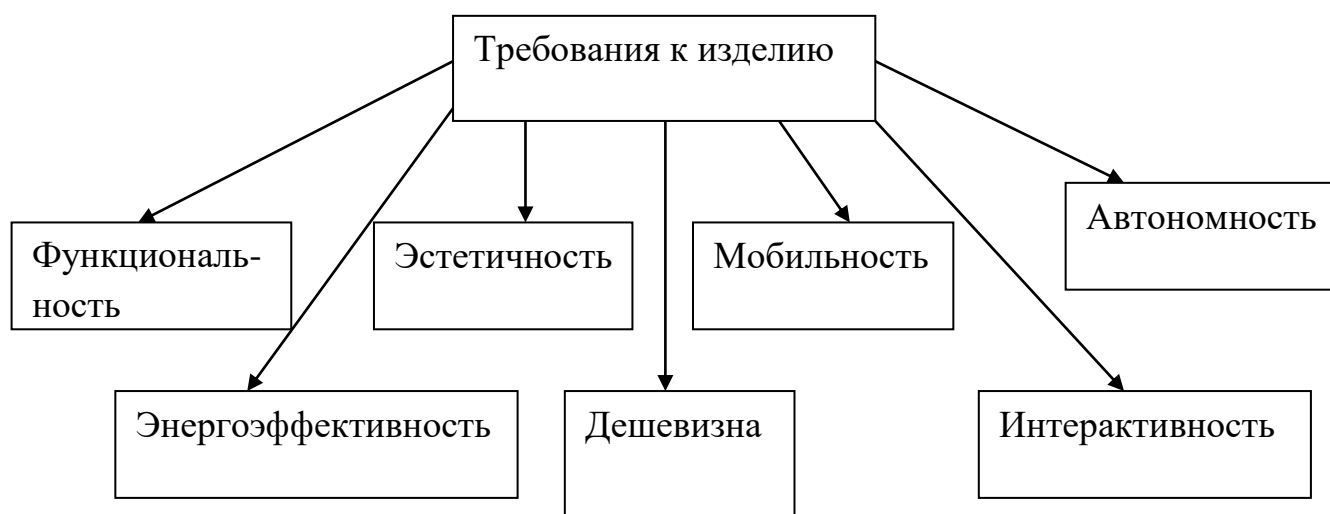 Требования к изделию
Функциональ-
ность
Эстетичность
Мобильность
Автономность
Энергоэффективность
Дешевизна
Интерактивность